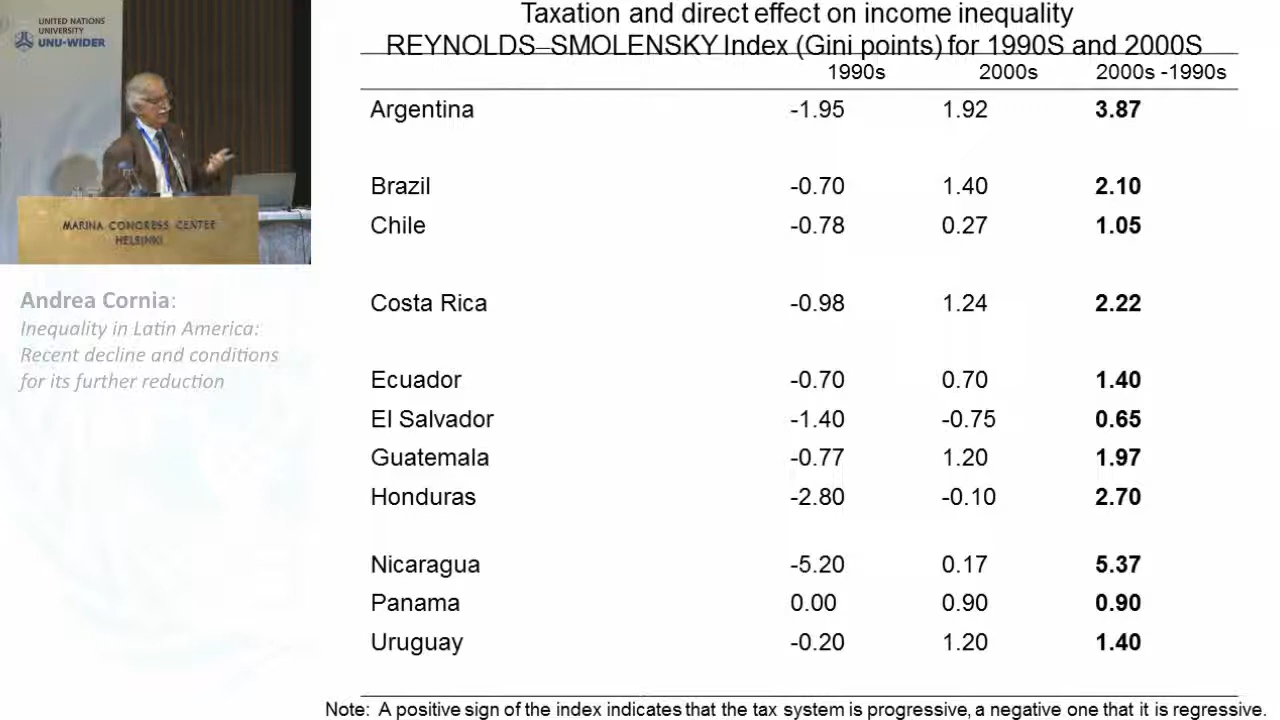 UNITED NATIONS
UNIVERSITY
UNU-WIDER
MARINA CONGRESS CENTER
HELSINKI
Andrea Cornia:
Inequality in Latin America:
Recent decline and conditions
for its further reduction
Taxation and direct effect on income inequality
REYNOLDS–SMOLENSKY Index (Gini points) for 1990S and 2000S
1990s 2000s 2000s -1990s
Argentina -1.95 1.92 3.87
Brazil -0.70 1.40 2.10
Chile -0.78 0.27 1.05
Costa Rica -0.98 1.24 2.22
Ecuador -0.70 0.70 1.40
El Salvador -1.40 -0.75 0.65
Guatemala -0.77 1.20 1.97
Honduras -2.80 -0.10 2.70
Nicaragua -5.20 0.17 5.37
Panama 0.00 0.90 0.90
Uruguay -0.20 1.20 1.40
Note: A positive sign of the index indicates that the tax system is progressive, a negative one that it is regressive.